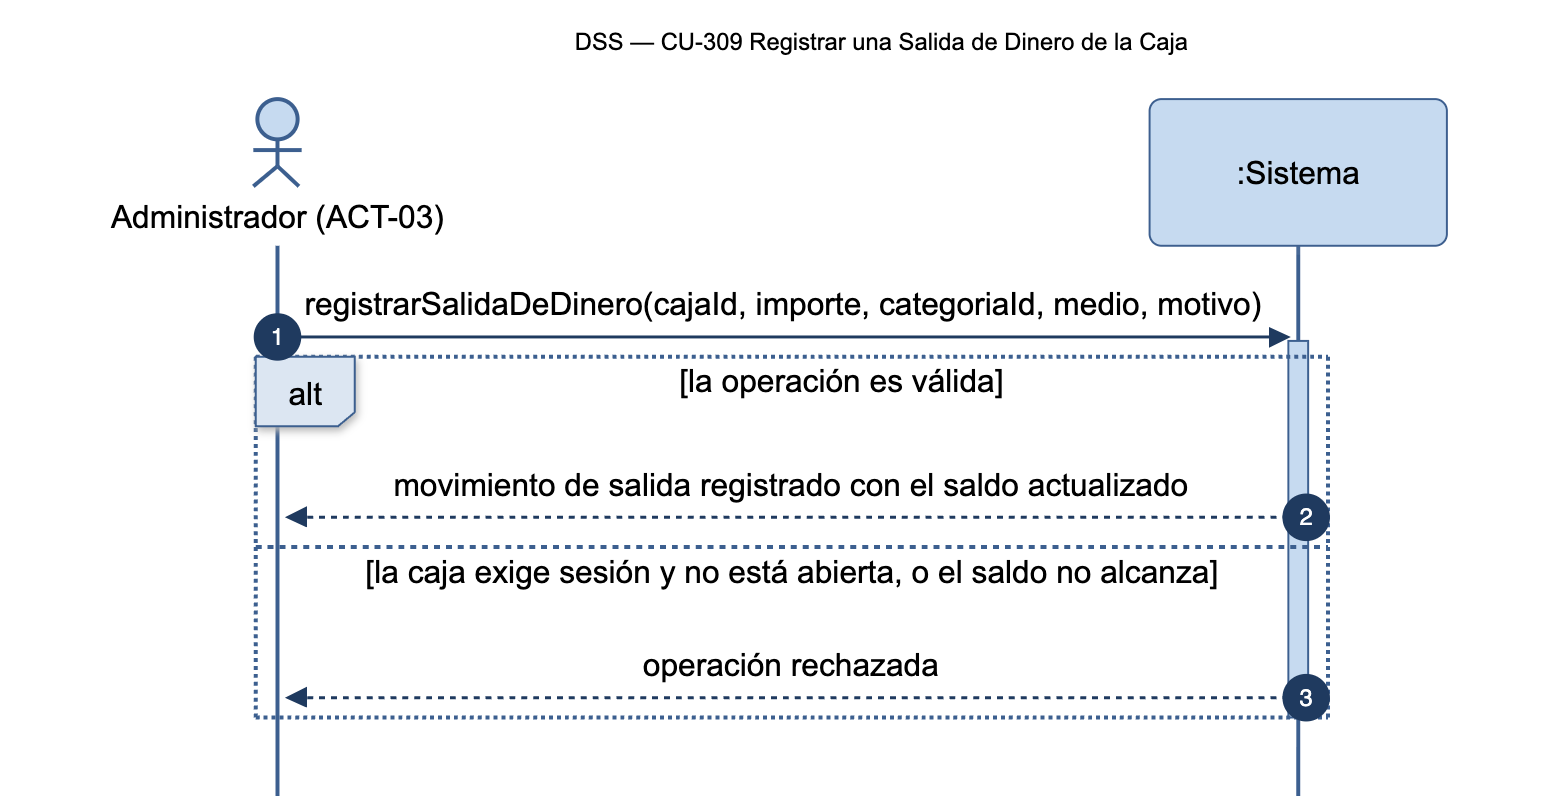 DSS — CU-309 Registrar una Salida de Dinero de la Caja
Administrador (ACT-03)
:Sistema
registrarSalidaDeDinero(cajaId, importe, categoriaId, medio, motivo)
1
alt
[la operación es válida]
movimiento de salida registrado con el saldo actualizado
2
[la caja exige sesión y no está abierta, o el saldo no alcanza]
operación rechazada
3